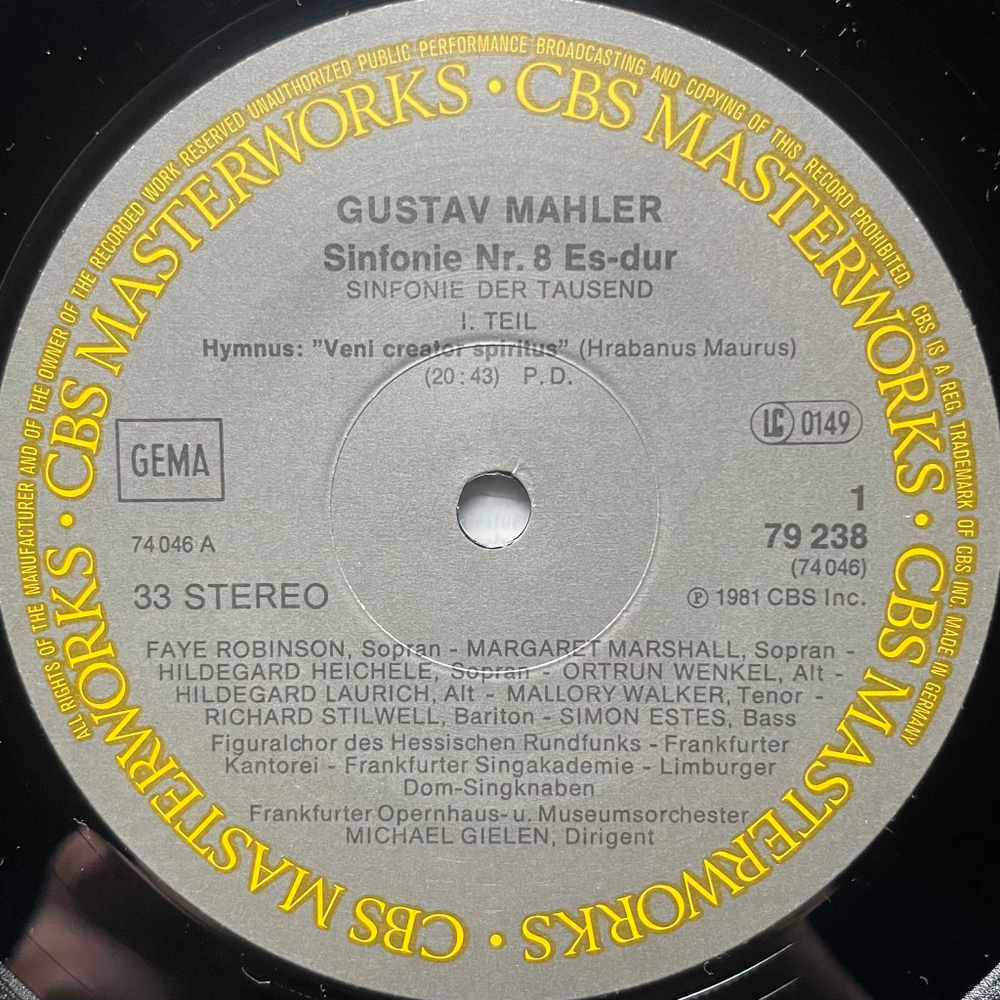 ALL RIGHTS OF THE MANUFACTURER AND OF THE OWNER OF THE RECORDED WORK RESERVED UNAUTHORIZED PUBLIC PERFORMANCE BROADCASTING AND COPYING OF THIS RECORD PROHIBITED. CBS IS A REG. TRADEMARK OF CBS INC. MADE IN GERMANY
CBS MASTERWORKS · CBS MASTERWORKS · CBS MASTERWORKS · CBS MASTERWORKS ·
GUSTAV MAHLER
Sinfonie Nr. 8 Es-dur
SINFONIE DER TAUSEND
I. TEIL
Hymnus: ”Veni creator spiritus” (Hrabanus Maurus)
(20:43) P.D.
GEMA
LC 0149
1
74 046 A
79 238
(74 046)
33 STEREO
℗ 1981 CBS Inc.
FAYE ROBINSON, Sopran - MARGARET MARSHALL, Sopran -
HILDEGARD HEICHELE, Sopran - ORTRUN WENKEL, Alt -
HILDEGARD LAURICH, Alt - MALLORY WALKER, Tenor -
RICHARD STILWELL, Bariton - SIMON ESTES, Bass
Figuralchor des Hessischen Rundfunks - Frankfurter
Kantorei - Frankfurter Singakademie - Limburger
Dom-Singknaben
Frankfurter Opernhaus- u. Museumsorchester
MICHAEL GIELEN, Dirigent